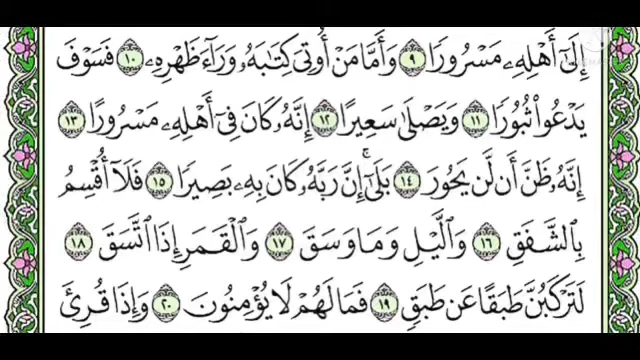 إِلَىٰٓ أَهْلِهِۦ مَسْرُورًا ٩ وَأَمَّا مَنْ أُوتِىَ كِتَٰبَهُۥ وَرَآءَ ظَهْرِهِۦ ١٠ فَسَوْفَ
يَدْعُوا۟ ثُبُورًا ١١ وَيَصْلَىٰ سَعِيرًا ١٢ إِنَّهُۥ كَانَ فِىٓ أَهْلِهِۦ مَسْرُورًا ١٣
إِنَّهُۥ ظَنَّ أَن لَّن يَحُورَ ١٤ بَلَىٰٓ ۚ إِنَّ رَبَّهُۥ كَانَ بِهِۦ بَصِيرًا ١٥ فَلَآ أُقْسِمُ
بِٱلشَّفَقِ ١٦ وَٱلَّيْلِ وَمَا وَسَقَ ١٧ وَٱلْقَمَرِ إِذَا ٱتَّسَقَ ١٨
لَتَرْكَبُنَّ طَبَقًا عَن طَبَقٍ ١٩ فَمَا لَهُمْ لَا يُؤْمِنُونَ ٢٠ وَإِذَا قُرِئَ